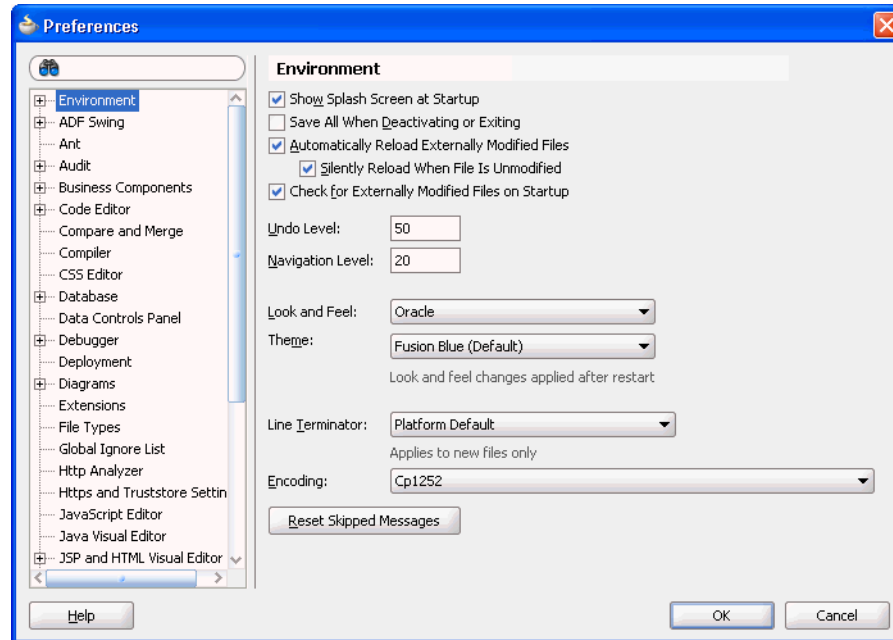 Preferences
Environment
ADF Swing
Ant
Audit
Business Components
Code Editor
Compare and Merge
Compiler
CSS Editor
Database
Data Controls Panel
Debugger
Deployment
Diagrams
Extensions
File Types
Global Ignore List
Http Analyzer
Https and Truststore Settin
JavaScript Editor
Java Visual Editor
JSP and HTML Visual Editor
Environment
Show Splash Screen at Startup
Save All When Deactivating or Exiting
Automatically Reload Externally Modified Files
Silently Reload When File Is Unmodified
Check for Externally Modified Files on Startup
Undo Level: 50
Navigation Level: 20
Look and Feel: Oracle
Theme: Fusion Blue (Default)
Look and feel changes applied after restart
Line Terminator: Platform Default
Applies to new files only
Encoding: Cp1252
Reset Skipped Messages
Help OK Cancel